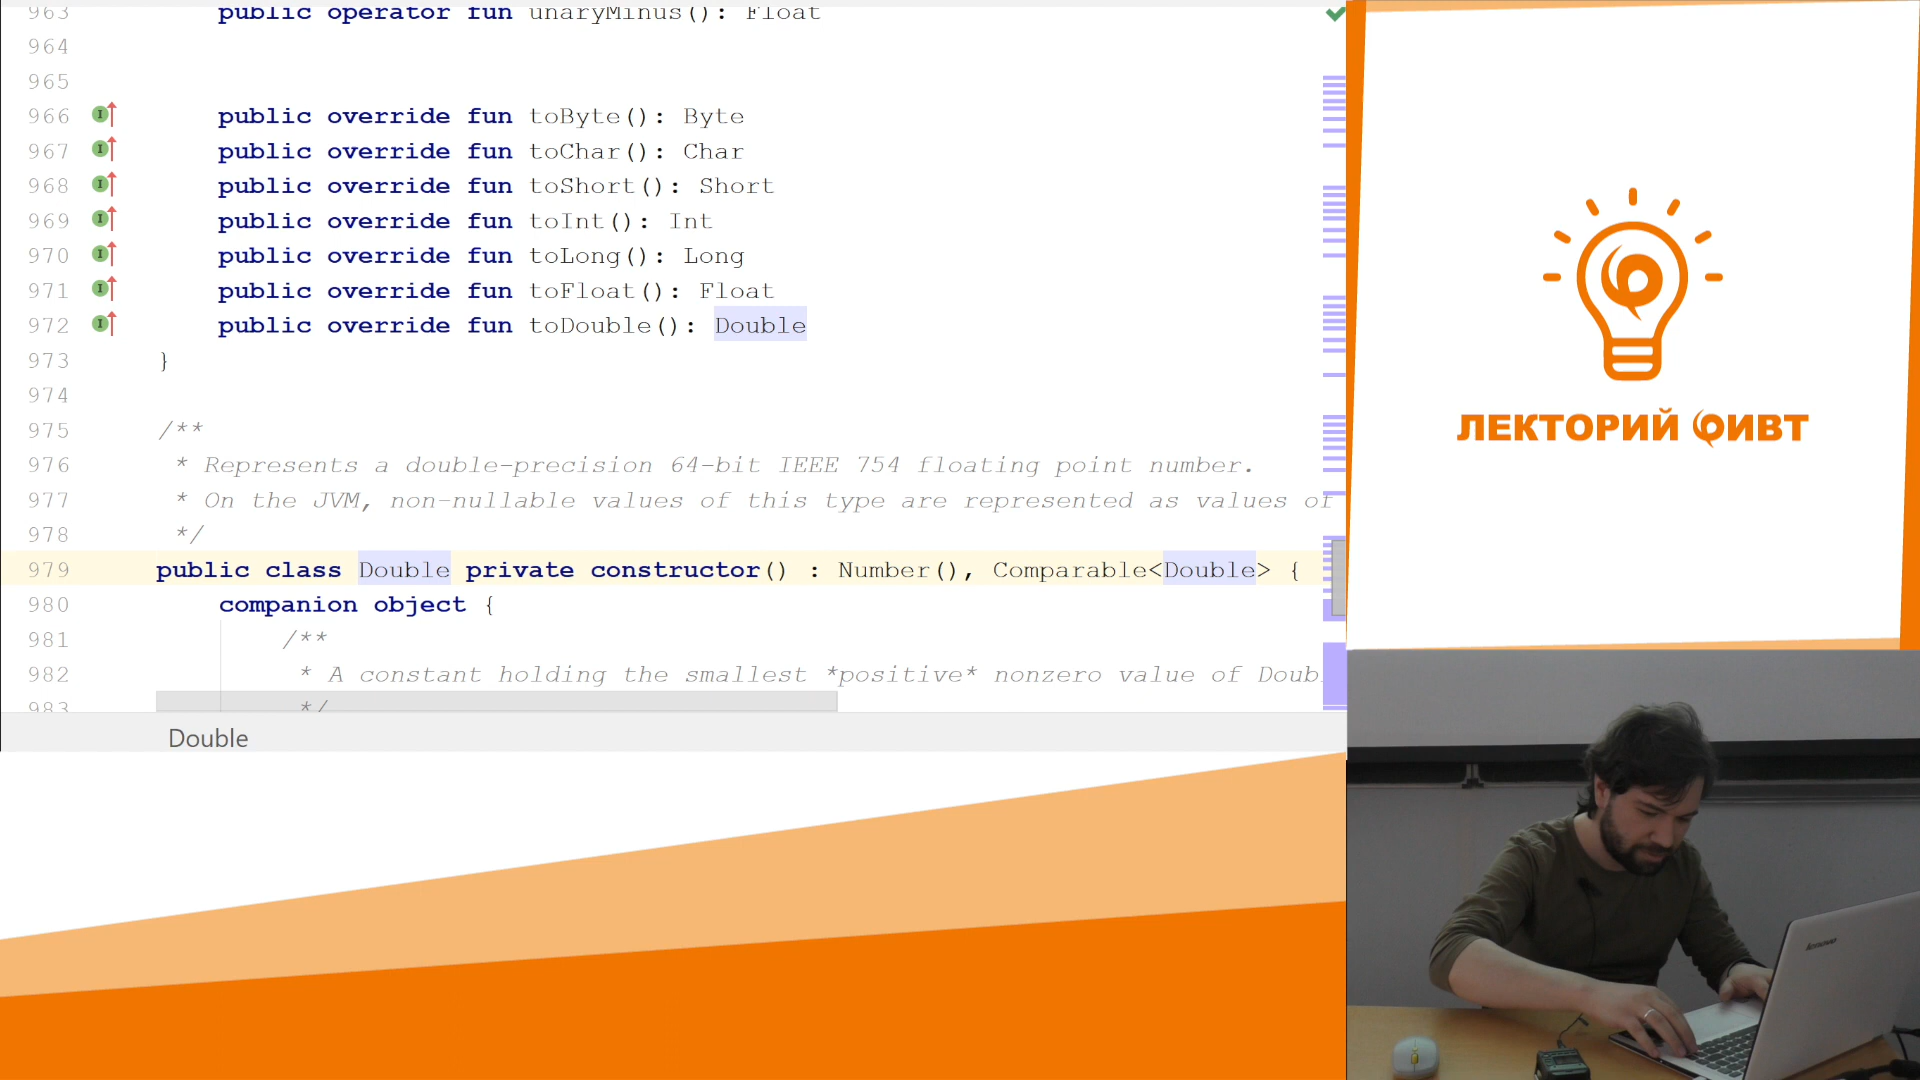 963 public operator fun unaryMinus(): Float
964
965
966 public override fun toByte(): Byte
967 public override fun toChar(): Char
968 public override fun toShort(): Short
969 public override fun toInt(): Int
970 public override fun toLong(): Long
971 public override fun toFloat(): Float
972 public override fun toDouble(): Double
973 }
974
975 /**
976 * Represents a double-precision 64-bit IEEE 754 floating point number.
977 * On the JVM, non-nullable values of this type are represented as values of
978 */
979 public class Double private constructor() : Number(), Comparable<Double> {
980 companion object {
981 /**
982 * A constant holding the smallest *positive* nonzero value of Doubl
983 */
Double
ЛЕКТОРИЙ ФИВТ
lenovo